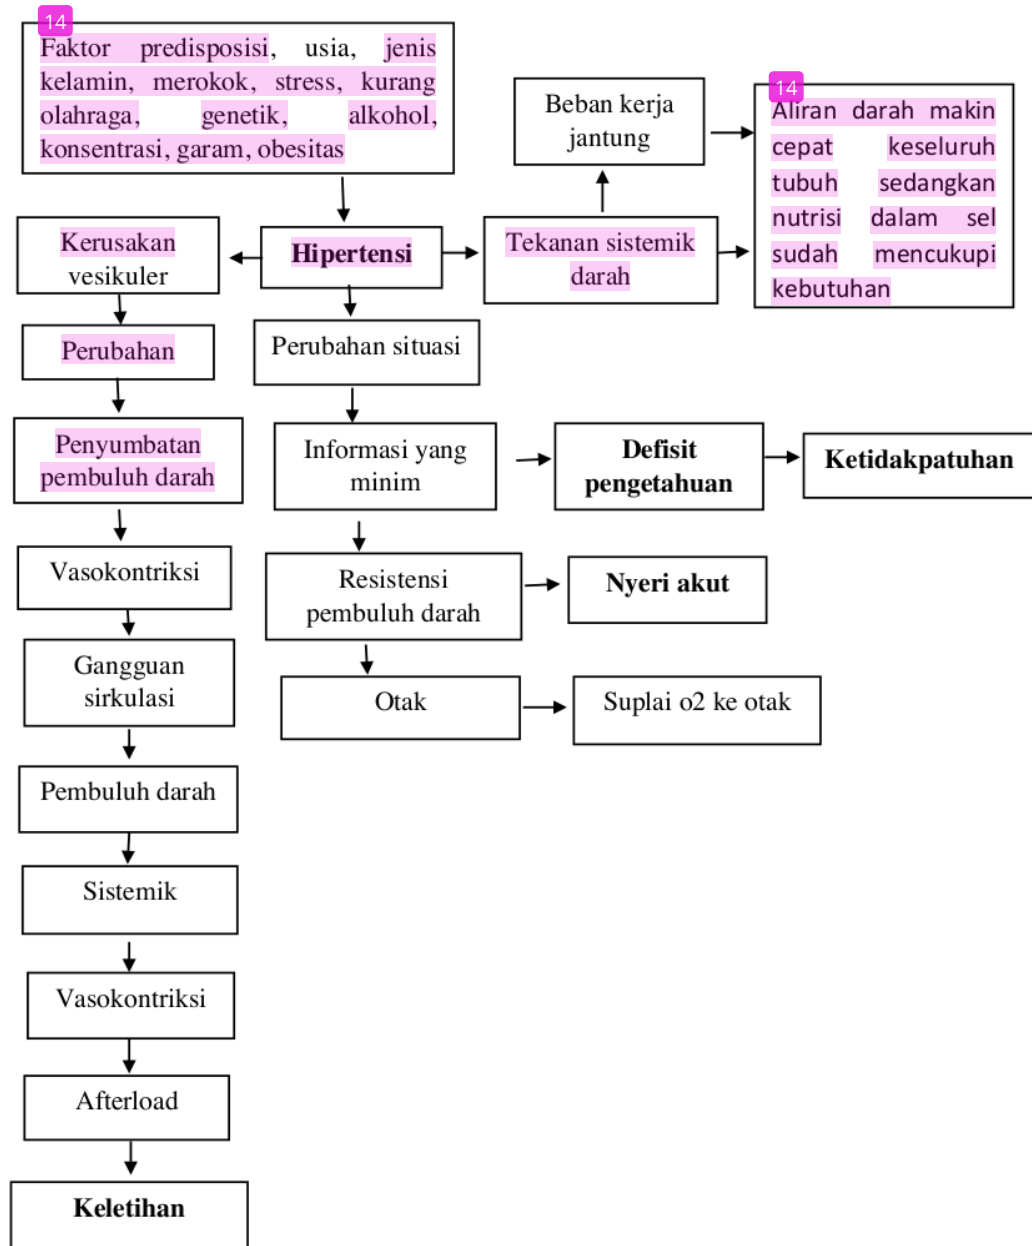 14
Faktor predisposisi, usia, jenis
kelamin, merokok, stress, kurang
olahraga, genetik, alkohol,
konsentrasi, garam, obesitas
Beban kerja
jantung
14
Aliran darah makin
cepat keseluruh
tubuh sedangkan
nutrisi dalam sel
sudah mencukupi
kebutuhan
Kerusakan
vesikuler
Hipertensi
Tekanan sistemik
darah
Perubahan
Perubahan situasi
Penyumbatan
pembuluh darah
Informasi yang
minim
Defisit
pengetahuan
Ketidakpatuhan
Vasokontriksi
Resistensi
pembuluh darah
Nyeri akut
Gangguan
sirkulasi
Otak
Suplai o2 ke otak
Pembuluh darah
Sistemik
Vasokontriksi
Afterload
Keletihan